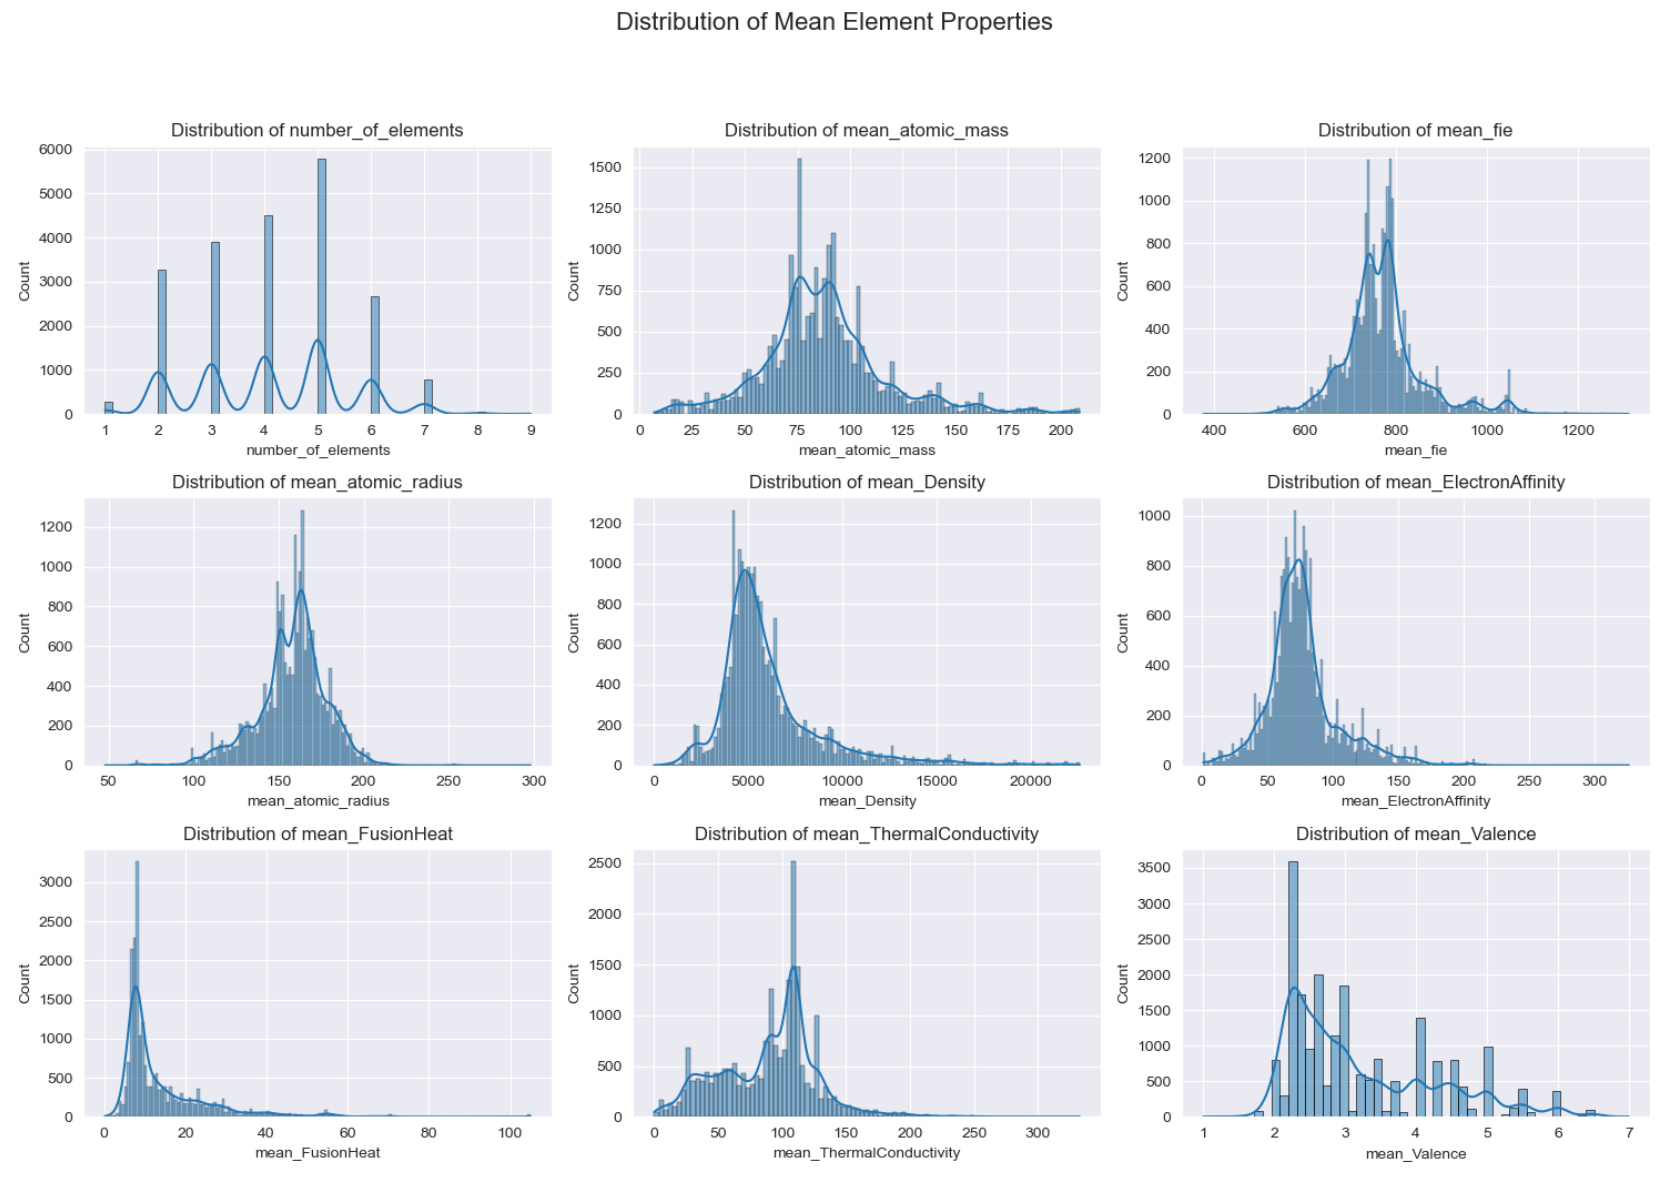 Distribution of Mean Element Properties
Distribution of number_of_elements
6000
5000
4000
3000
2000
1000
0
Count
1 2 3 4 5 6 7 8 9
number_of_elements
Distribution of mean_atomic_mass
1500
1250
1000
750
500
250
0
Count
0 25 50 75 100 125 150 175 200
mean_atomic_mass
Distribution of mean_fie
1200
1000
800
600
400
200
0
Count
400 600 800 1000 1200
mean_fie
Distribution of mean_atomic_radius
1200
1000
800
600
400
200
0
Count
50 100 150 200 250 300
mean_atomic_radius
Distribution of mean_Density
1200
1000
800
600
400
200
0
Count
0 5000 10000 15000 20000
mean_Density
Distribution of mean_ElectronAffinity
1000
800
600
400
200
0
Count
0 50 100 150 200 250 300
mean_ElectronAffinity
Distribution of mean_FusionHeat
3000
2500
2000
1500
1000
500
0
Count
0 20 40 60 80 100
mean_FusionHeat
Distribution of mean_ThermalConductivity
2500
2000
1500
1000
500
0
Count
0 50 100 150 200 250 300
mean_ThermalConductivity
Distribution of mean_Valence
3500
3000
2500
2000
1500
1000
500
0
Count
1 2 3 4 5 6 7
mean_Valence